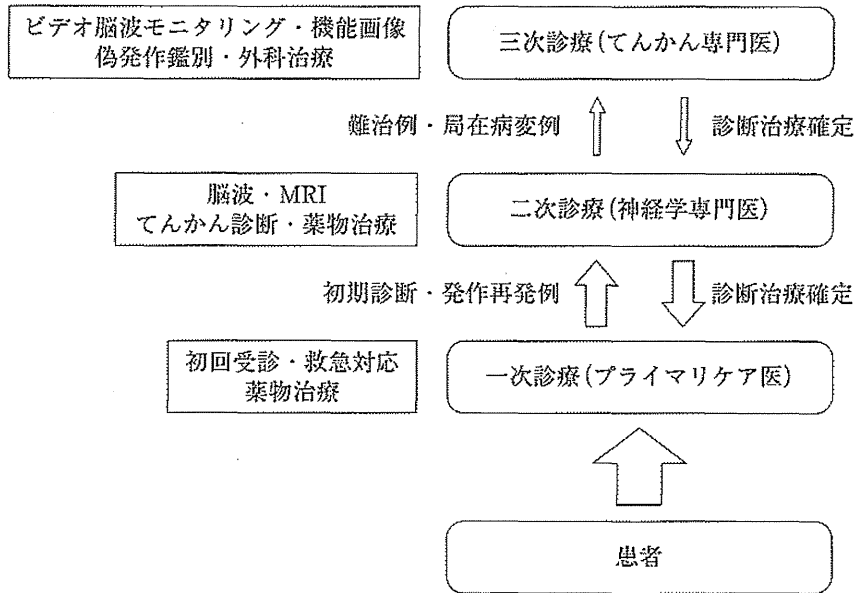 ビデオ脳波モニタリング・機能画像
偽発作鑑別・外科治療
三次診療(てんかん専門医)
難治例・局在病変例
診断治療確定
脳波・MRI
てんかん診断・薬物治療
二次診療(神経学専門医)
初期診断・発作再発例
診断治療確定
初回受診・救急対応
薬物治療
一次診療(プライマリケア医)
患者